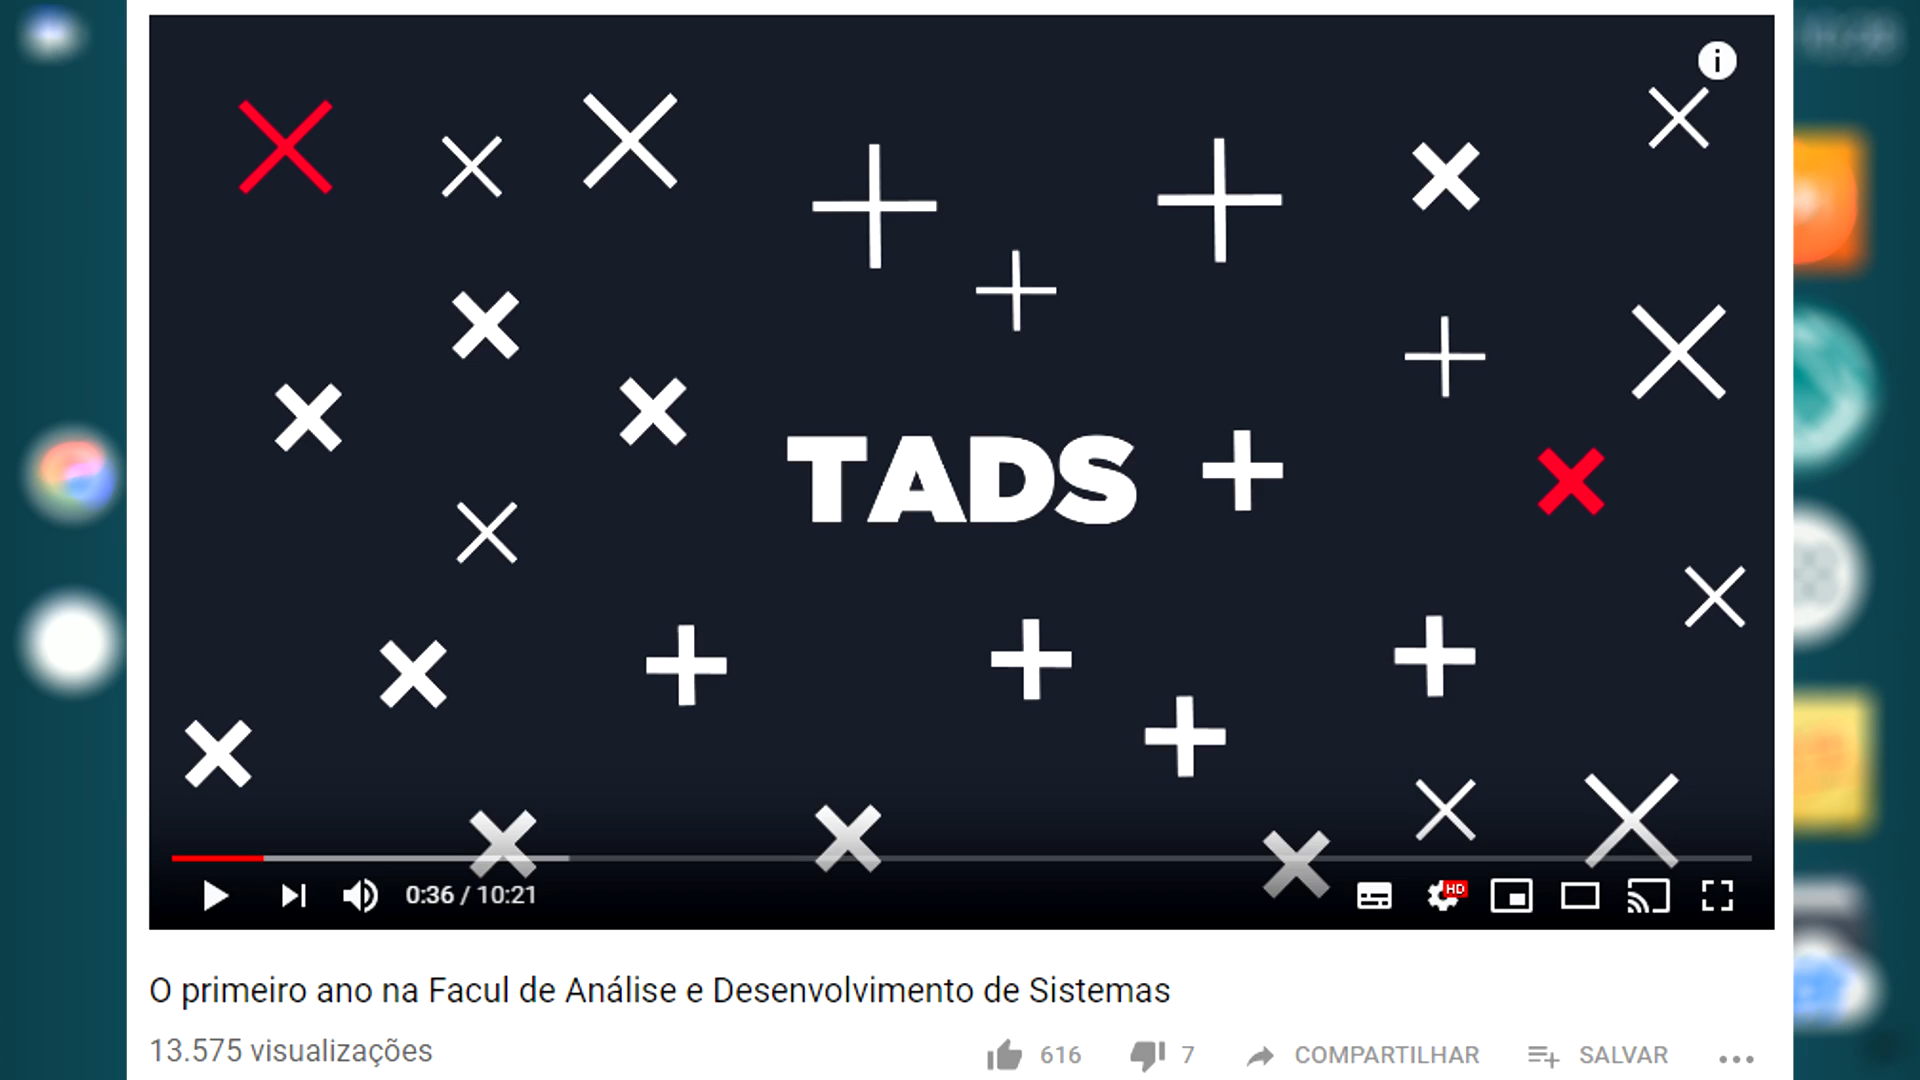 TADS
0:36 / 10:21
HD
O primeiro ano na Facul de Análise e Desenvolvimento de Sistemas
13.575 visualizações
616 7 COMPARTILHAR SALVAR